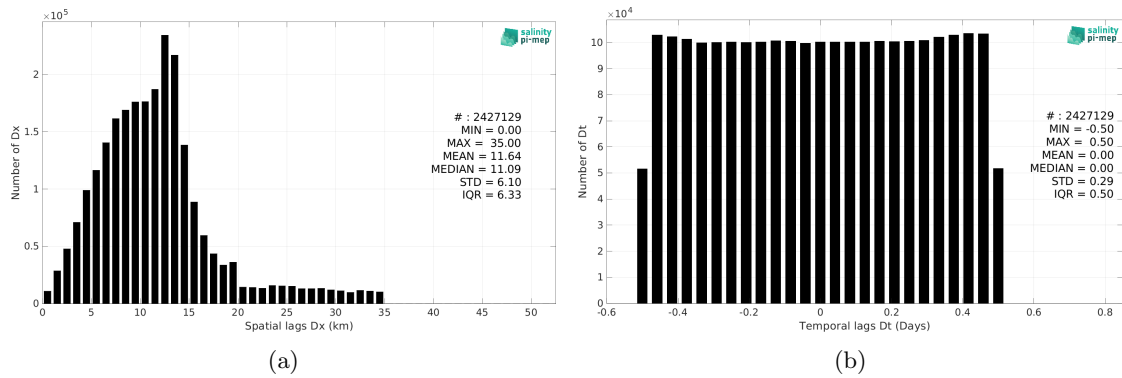 ×10⁵
2
1.5
1
0.5
0
Number of Dx
0 5 10 15 20 25 30 35 40 45 50
Spatial lags Dx (km)
salinity
pi-mep
# : 2427129
MIN = 0.00
MAX = 35.00
MEAN = 11.64
MEDIAN = 11.09
STD = 6.10
IQR = 6.33
(a)
×10⁴
10
9
8
7
6
5
4
3
2
1
0
Number of Dt
-0.6 -0.4 -0.2 0 0.2 0.4 0.6 0.8
Temporal lags Dt (Days)
salinity
pi-mep
# : 2427129
MIN = -0.50
MAX = 0.50
MEAN = 0.00
MEDIAN = 0.00
STD = 0.29
IQR = 0.50
(b)